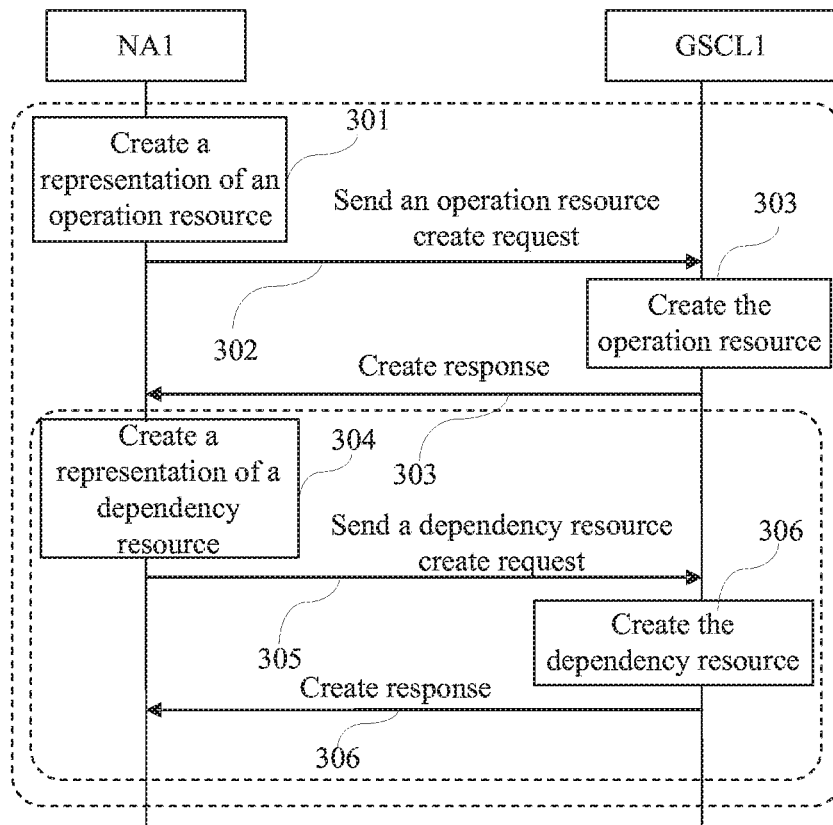 NA1
GSCL1
301
Create a
representation of an
operation resource
Send an operation resource
create request
303
302
Create the
operation resource
Create response
303
Create a
representation of a
dependency
resource
304
Send a dependency resource
create request
306
305
Create the
dependency resource
Create response
306